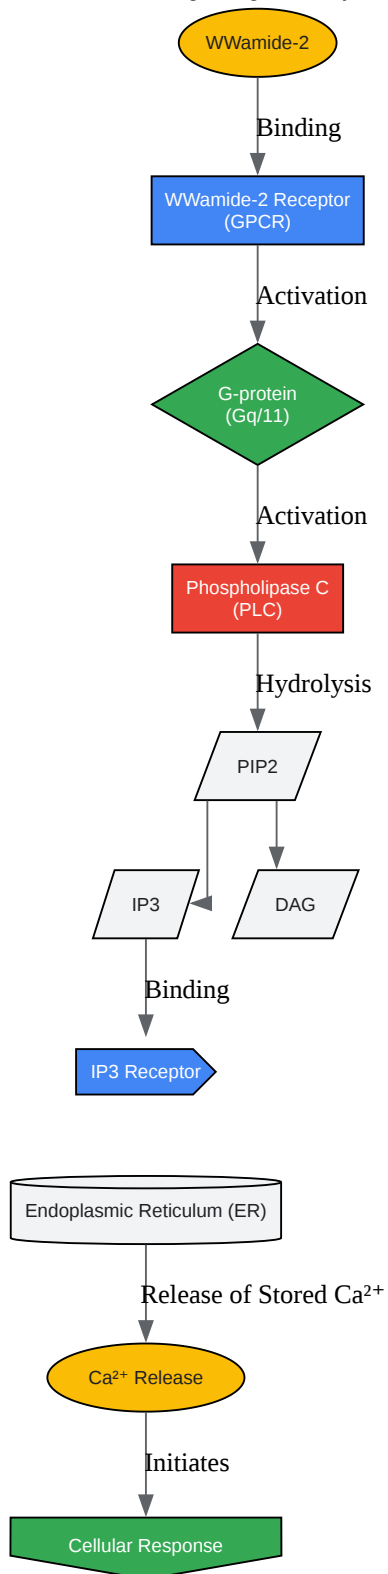 WWamide-2
Binding
WWamide-2 Receptor
(GPCR)
Activation
G-protein
(Gq/11)
Activation
Phospholipase C
(PLC)
Hydrolysis
PIP2
IP3
DAG
Binding
IP3 Receptor
Endoplasmic Reticulum (ER)
Release of Stored Ca²⁺
Ca²⁺ Release
Initiates
Cellular Response